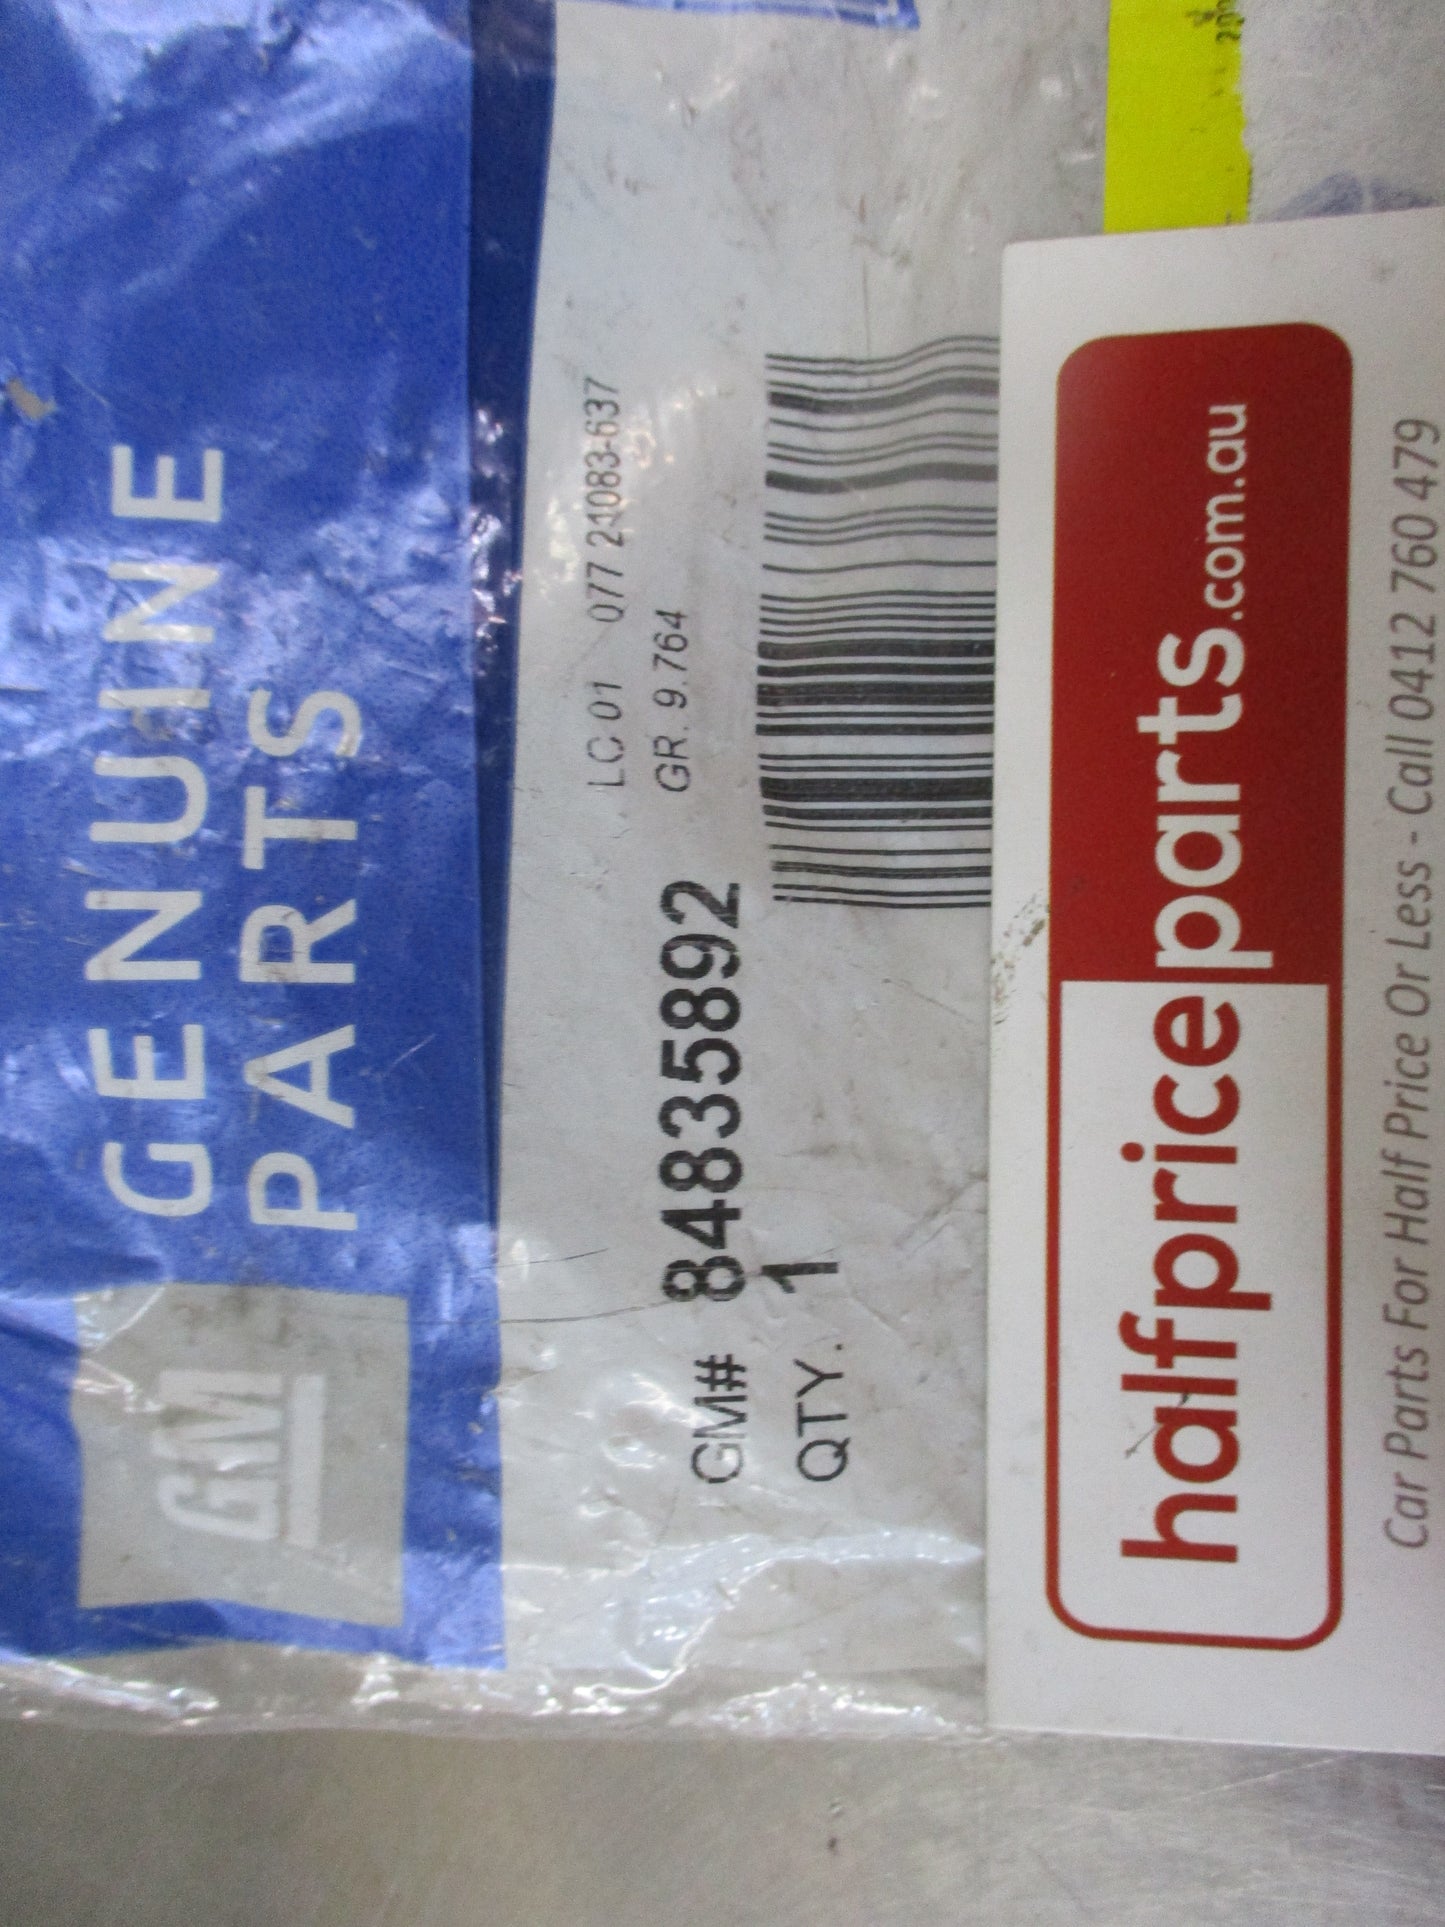 GM
GENUINE
PARTS
LC 01 077 21083-637
GR. 9.764
GM# 84835892
QTY. 1
halfpriceparts.com.au
Car Parts For Half Price Or Less - Call 0412 760 479